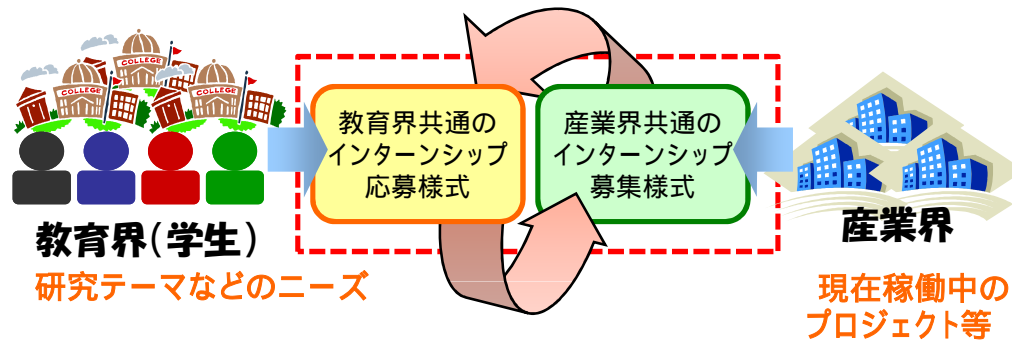 COLLEGE
COLLEGE
COLLEGE
教育界共通の
インターンシップ
応募様式
産業界共通の
インターンシップ
募集様式
教育界(学生)
研究テーマなどのニーズ
産業界
現在稼働中の
プロジェクト等